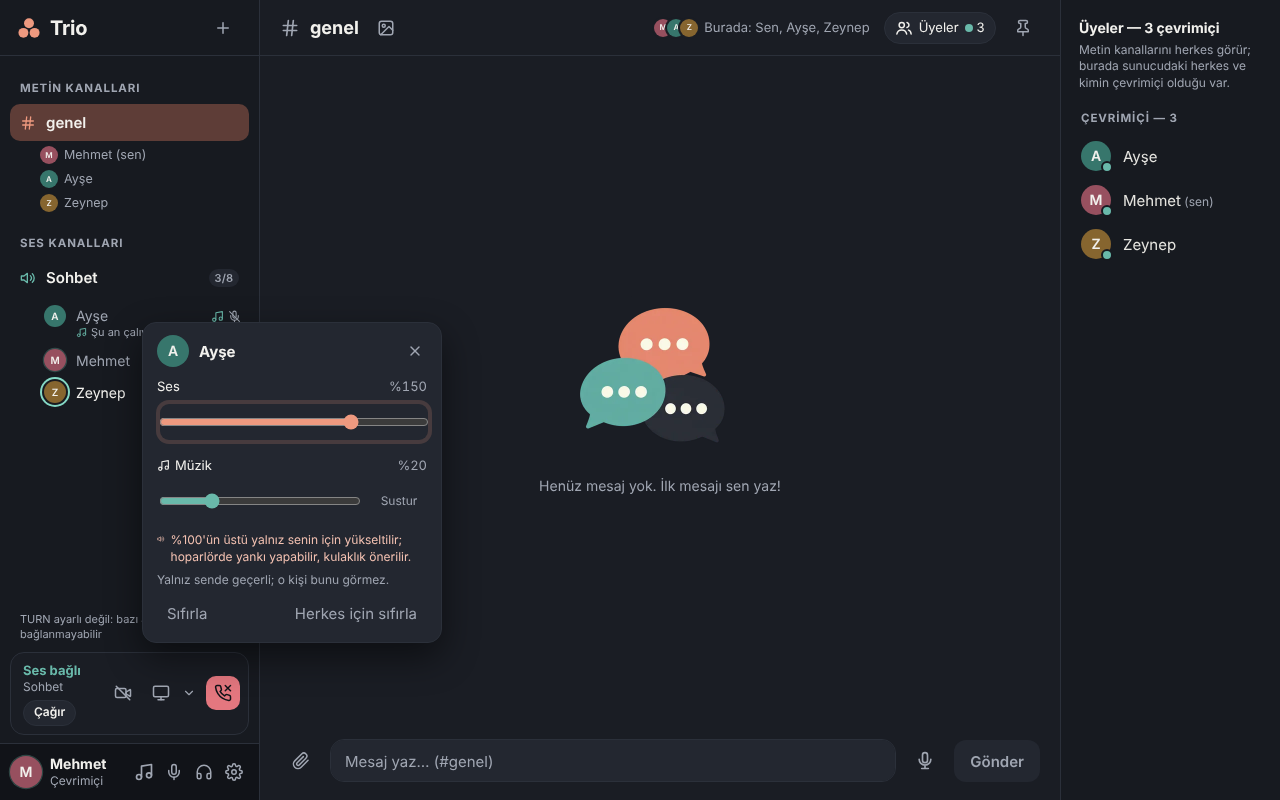 Trio
METİN KANALLARI
genel
M Mehmet (sen)
A Ayşe
Z Zeynep
SES KANALLARI
Sohbet 3/8
A Ayşe
Şu an çalı
M Mehmet
Z Zeynep
TURN ayarlı değil: bazı
bağlanmayabilir
Ses bağlı
Sohbet
Çağır
M Mehmet
Çevrimiçi
# genel
M A Z Burada: Sen, Ayşe, Zeynep
Üyeler 3
A Ayşe
Ses %150
Müzik %20
Sustur
%100'ün üstü yalnız senin için yükseltilir;
hoparlörde yankı yapabilir, kulaklık önerilir.
Yalnız sende geçerli; o kişi bunu görmez.
Sıfırla Herkes için sıfırla
Henüz mesaj yok. İlk mesajı sen yaz!
Mesaj yaz... (#genel)
Gönder
Üyeler — 3 çevrimiçi
Metin kanallarını herkes görür;
burada sunucudaki herkes ve
kimin çevrimiçi olduğu var.
ÇEVRİMİÇİ — 3
A Ayşe
M Mehmet (sen)
Z Zeynep